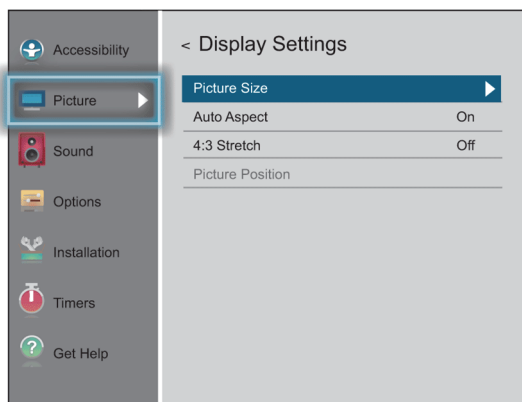 Accessibility
Picture
Sound
Options
Installation
Timers
Get Help
< Display Settings
Picture Size
Auto Aspect On
4:3 Stretch Off
Picture Position